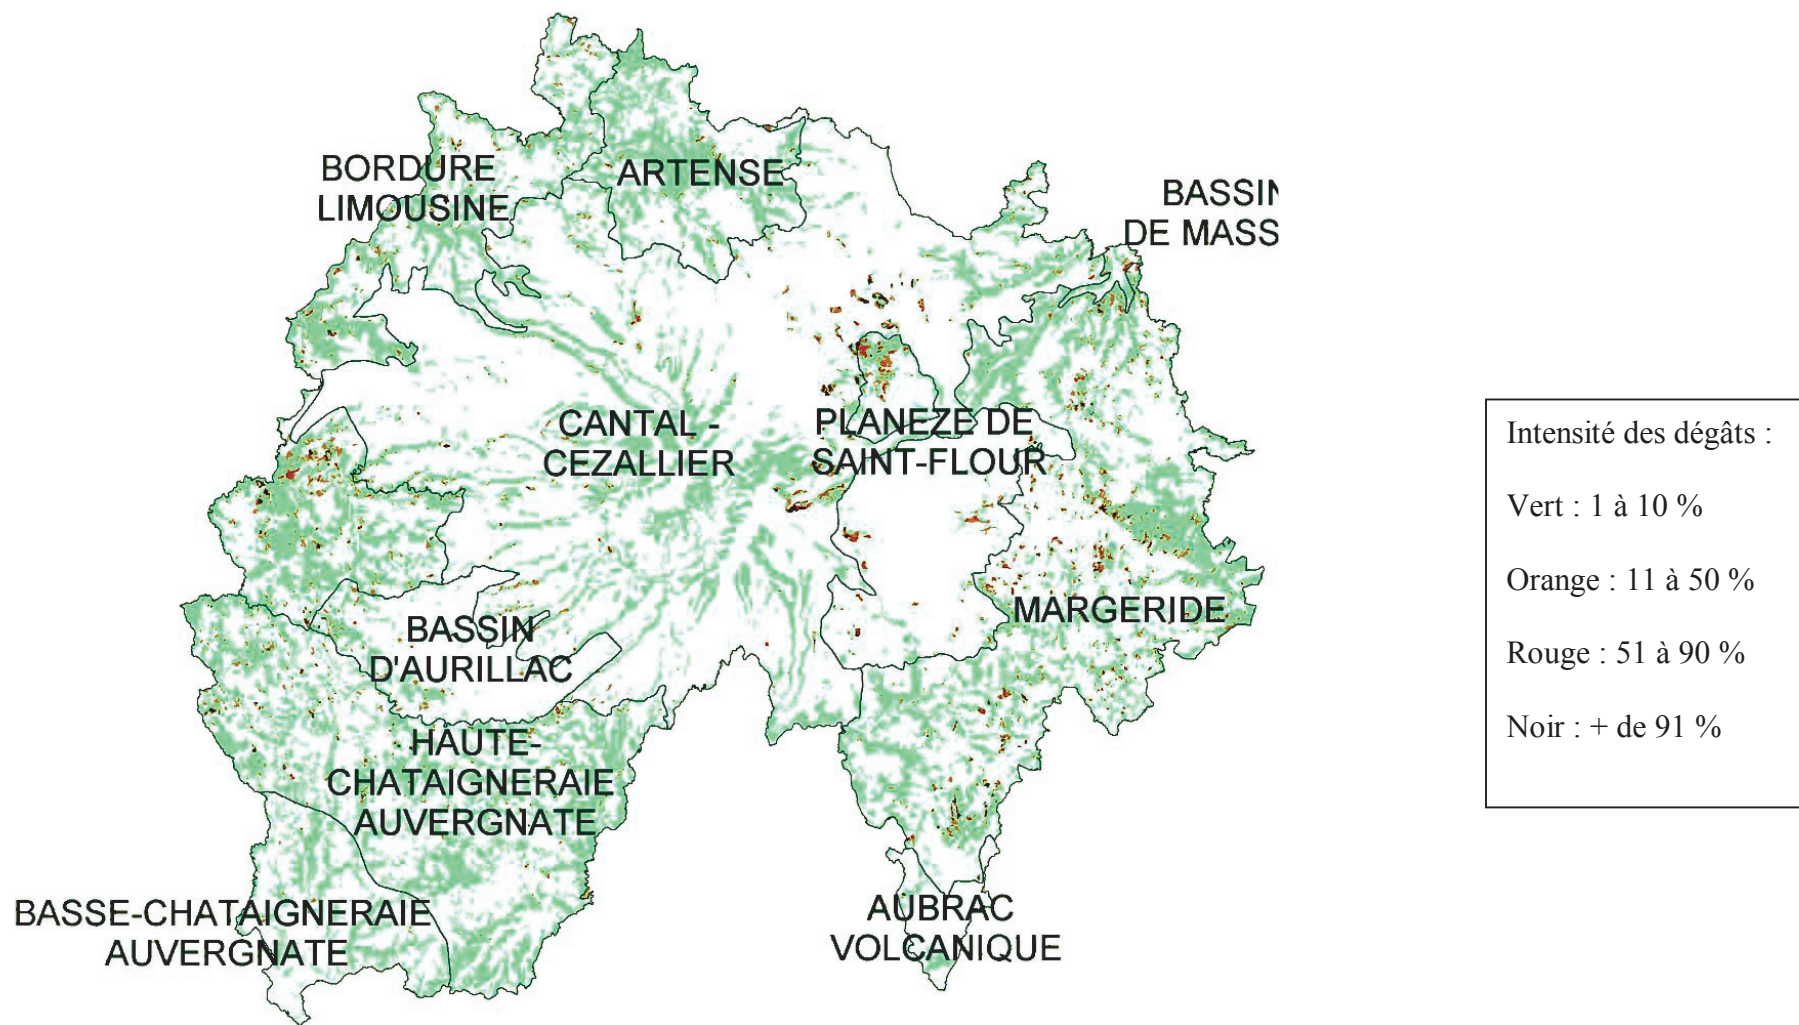 BORDURE
LIMOUSINE
ARTENSE
BASSIN
DE MASS
CANTAL -
CEZALLIER
PLANEZE DE
SAINT-FLOUR
BASSIN
D'AURILLAC
MARGERIDE
HAUTE-
CHATAIGNERAIE
AUVERGNATE
BASSE-CHATAIGNERAIE
AUVERGNATE
AUBRAC
VOLCANIQUE
Intensité des dégâts :
Vert : 1 à 10 %
Orange : 11 à 50 %
Rouge : 51 à 90 %
Noir : + de 91 %